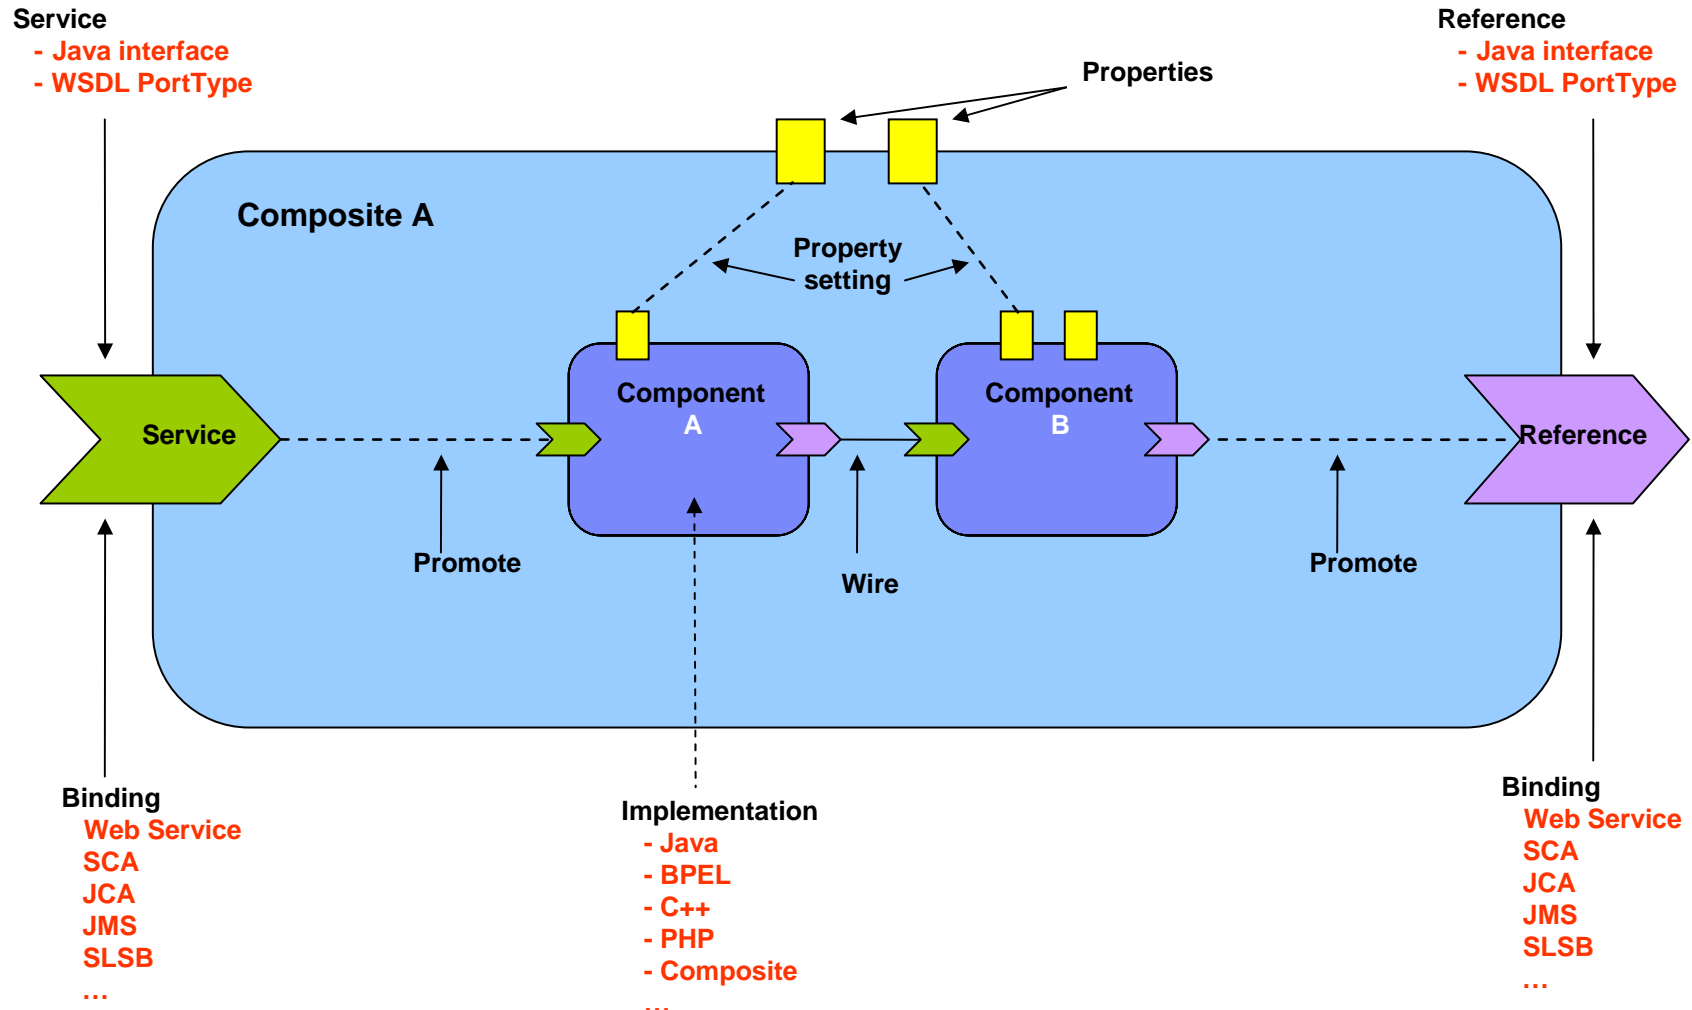 Service
- Java interface
- WSDL PortType
Reference
- Java interface
- WSDL PortType
Properties
Composite A
Property
setting
Component
A
Component
B
Service
Reference
Promote
Wire
Promote
Binding
Web Service
SCA
JCA
JMS
SLSB
...
Implementation
- Java
- BPEL
- C++
- PHP
- Composite
...
Binding
Web Service
SCA
JCA
JMS
SLSB
...